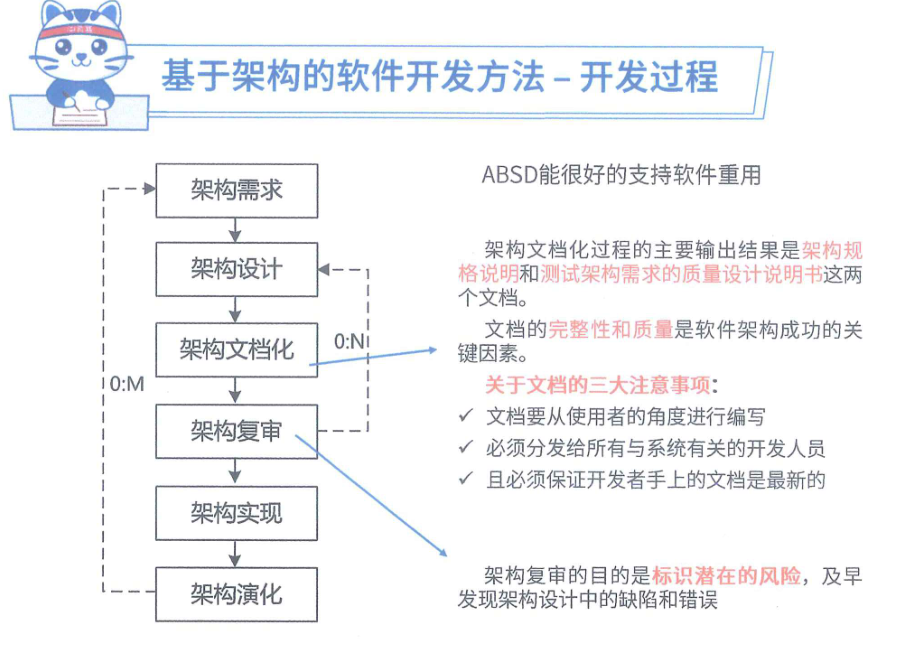 基于架构的软件开发方法 – 开发过程
架构需求
架构设计
架构文档化
0:N
0:M
架构复审
架构实现
架构演化
ABSD能很好的支持软件重用
架构文档化过程的主要输出结果是架构规
格说明和测试架构需求的质量设计说明书这两
个文档。
文档的完整性和质量是软件架构成功的关
键因素。
关于文档的三大注意事项：
✓ 文档要从使用者的角度进行编写
✓ 必须分发给所有与系统有关的开发人员
✓ 且必须保证开发者手上的文档是最新的
架构复审的目的是标识潜在的风险，及早
发现架构设计中的缺陷和错误